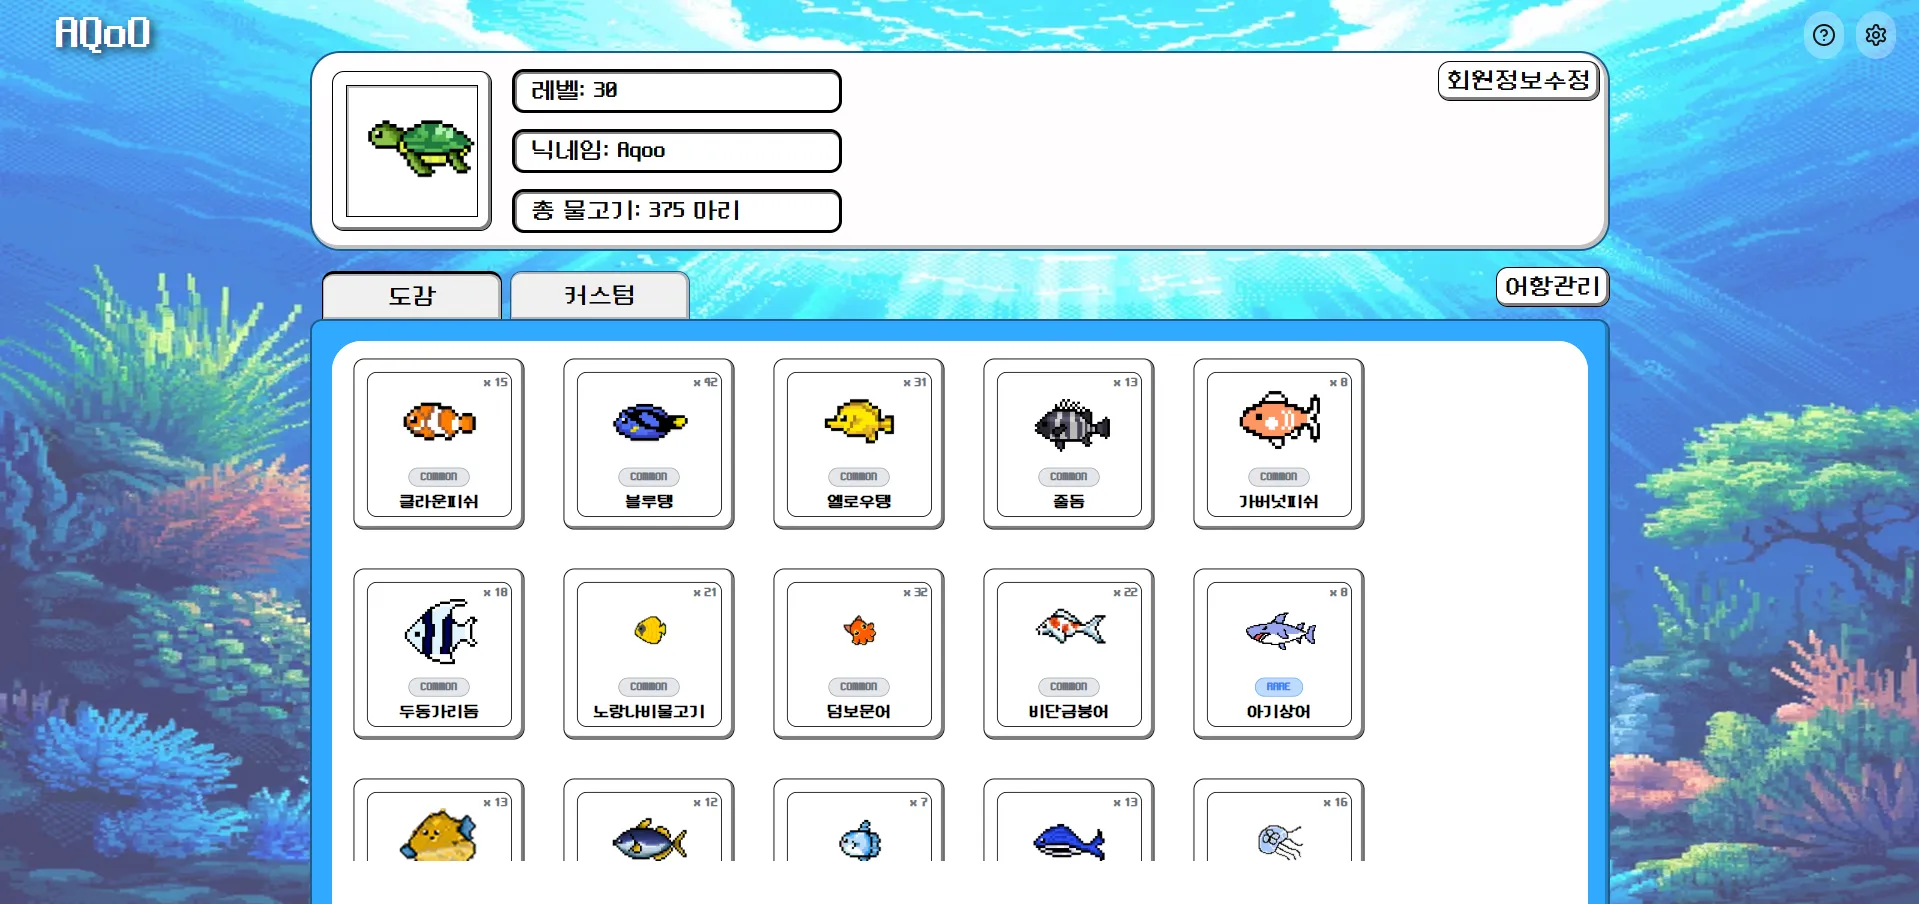 AQoO
레벨: 30
회원정보수정
닉네임: Aqoo
총 물고기: 375 마리
도감
커스텀
어항관리
x 15
x 42
x 31
x 13
x 8
COMMON
COMMON
COMMON
COMMON
COMMON
클라운피쉬
블루탱
옐로우탱
줄돔
가버넛피쉬
x 18
x 21
x 32
x 22
x 8
COMMON
COMMON
COMMON
COMMON
RARE
두동가리돔
노랑나비물고기
덤보문어
비단금붕어
아기상어
x 13
x 12
x 7
x 13
x 16